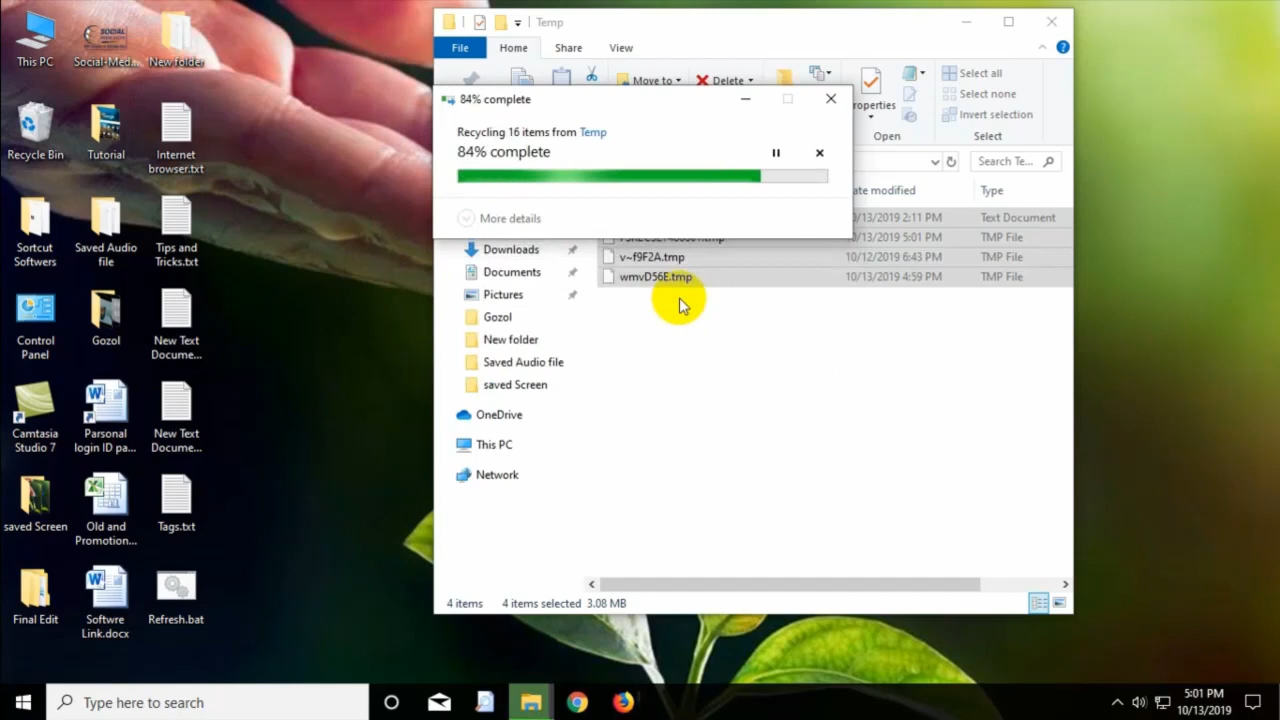 This PC
Social-Med...
New folder
Recycle Bin
Tutorial
Internet
browser.txt
Sortcut
Softwers
Saved Audio
file
Tips and
Tricks.txt
Control
Panel
Gozol
New Text
Docume...
Camtasia
Studio 7
Parsonal
login ID pa...
New Text
Docume...
saved Screen
Old and
Promotion...
Tags.txt
Final Edit
Softwre
Link.docx
Refresh.bat
Temp
File
Home
Share
View
Move to
Delete
Select all
Select none
Invert selection
Open
Select
84% complete
Recycling 16 items from Temp
84% complete
More details
Search Te...
Type
10/13/2019 2:11 PM Text Document
10/13/2019 5:01 PM TMP File
v~f9F2A.tmp 10/12/2019 6:43 PM TMP File
wmvD56E.tmp 10/13/2019 4:59 PM TMP File
Downloads
Documents
Pictures
Gozol
New folder
Saved Audio file
saved Screen
OneDrive
This PC
Network
4 items 4 items selected 3.08 MB
Type here to search
5:01 PM
10/13/2019